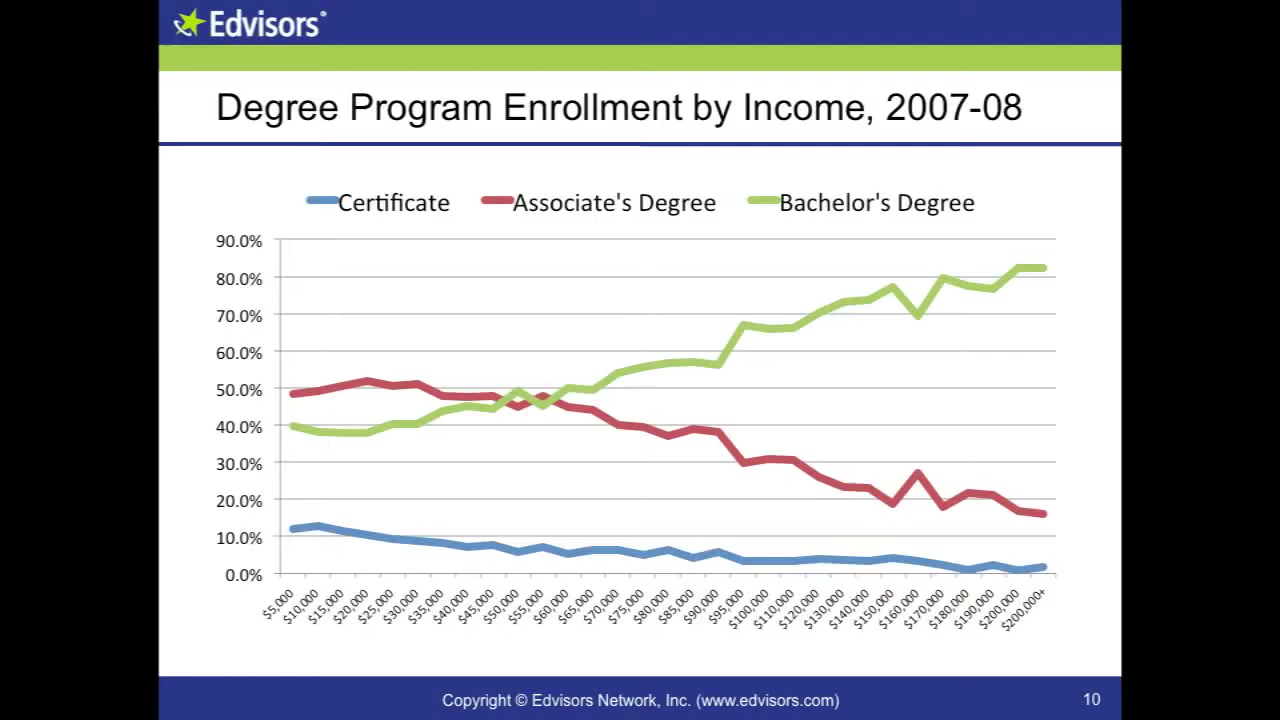 Edvisors®
Degree Program Enrollment by Income, 2007-08
Certificate Associate's Degree Bachelor's Degree
90.0%
80.0%
70.0%
60.0%
50.0%
40.0%
30.0%
20.0%
10.0%
0.0%
$5,000 $10,000 $15,000 $20,000 $25,000 $30,000 $35,000 $40,000 $45,000 $50,000 $55,000 $60,000 $65,000 $70,000 $75,000 $80,000 $85,000 $90,000 $95,000 $100,000 $110,000 $120,000 $130,000 $140,000 $150,000 $160,000 $170,000 $180,000 $190,000 $200,000 $200,000+
Copyright © Edvisors Network, Inc. (www.edvisors.com) 10